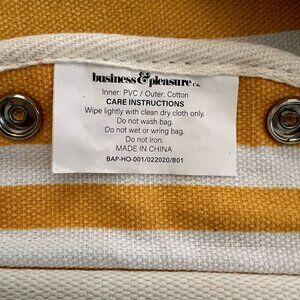 business & pleasure co.
Inner: PVC / Outer: Cotton
CARE INSTRUCTIONS
Wipe lightly with clean dry cloth only.
Do not wash bag.
Do not wet or wring bag.
Do not Iron.
MADE IN CHINA
BAP-HO-001/022020/B01